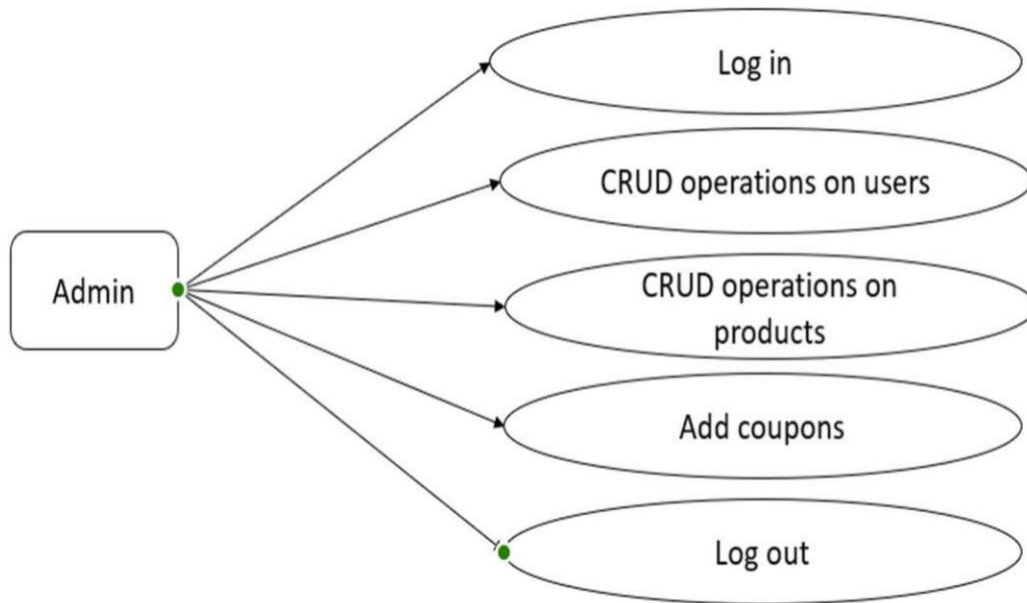 Log in
CRUD operations on users
Admin
CRUD operations on
products
Add coupons
Log out